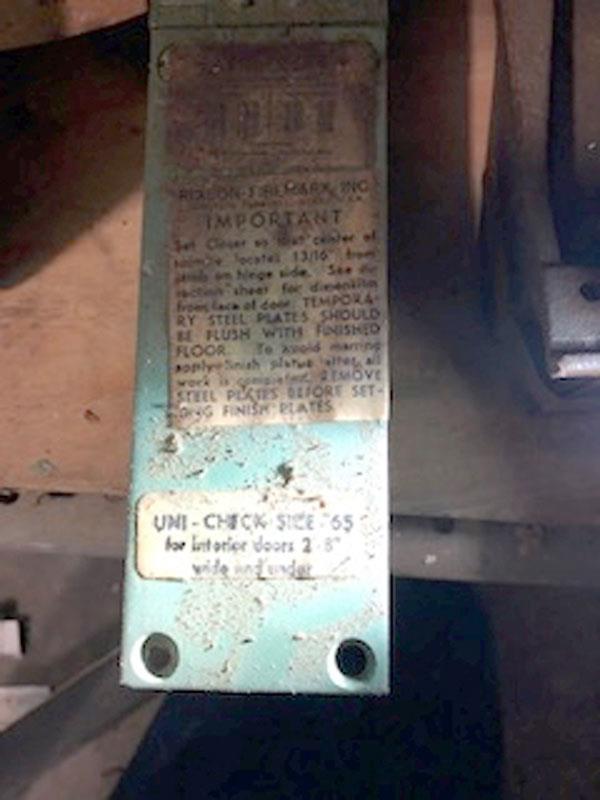 RIXSON-FIREMARK, INC.
IMPORTANT
Set Closer so that center of
spindle locates 13/16" from
jamb on hinge side. See di-
rection sheet for dimension
from face of door. TEMPORA-
RY STEEL PLATES SHOULD
BE FLUSH WITH FINISHED
FLOOR. To avoid marring
apply finish plates after all
work is completed. REMOVE
STEEL PLATES BEFORE SET-
TING FINISH PLATES
UNI-CHECK SIZE 765
for interior doors 2'8"
wide and under